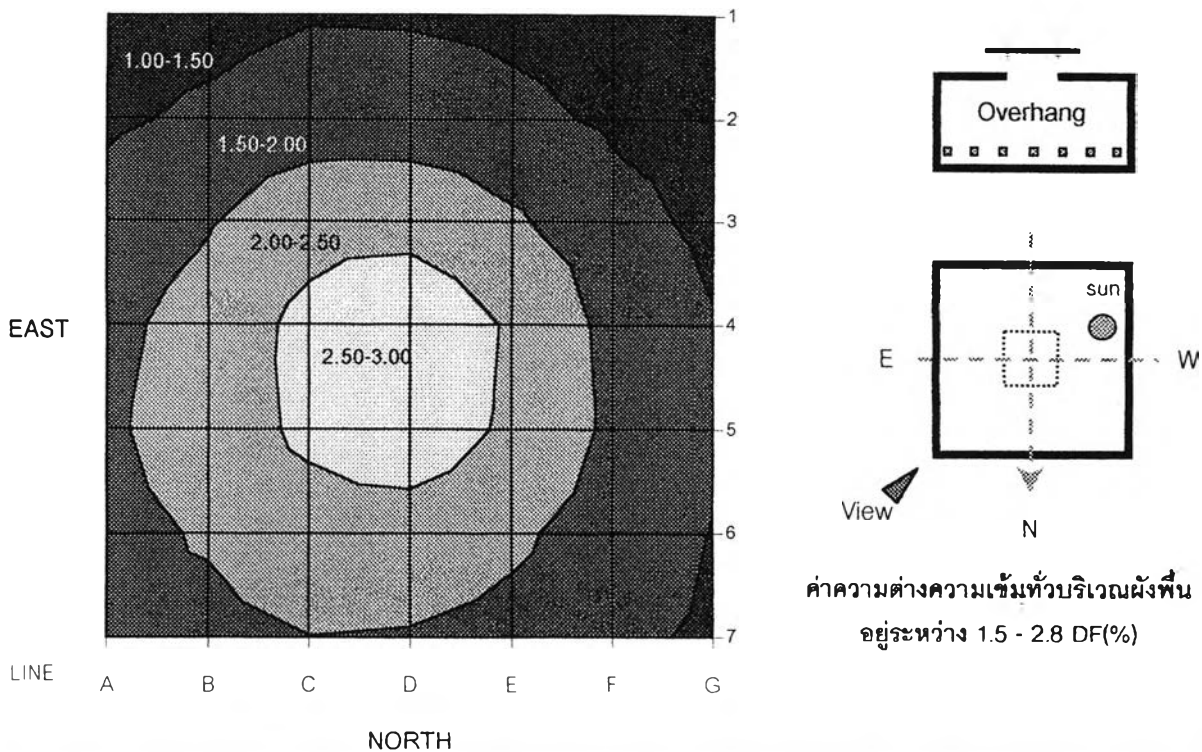 1.00-1.50
1.50-2.00
2.00-2.50
2.50-3.00
1
2
3
4
5
6
7
EAST
LINE A B C D E F G
NORTH
Overhang
sun
E W
View
N
ค่าความต่างความเข้มทั่วบริเวณผังพื้น
อยู่ระหว่าง 1.5 - 2.8 DF(%)